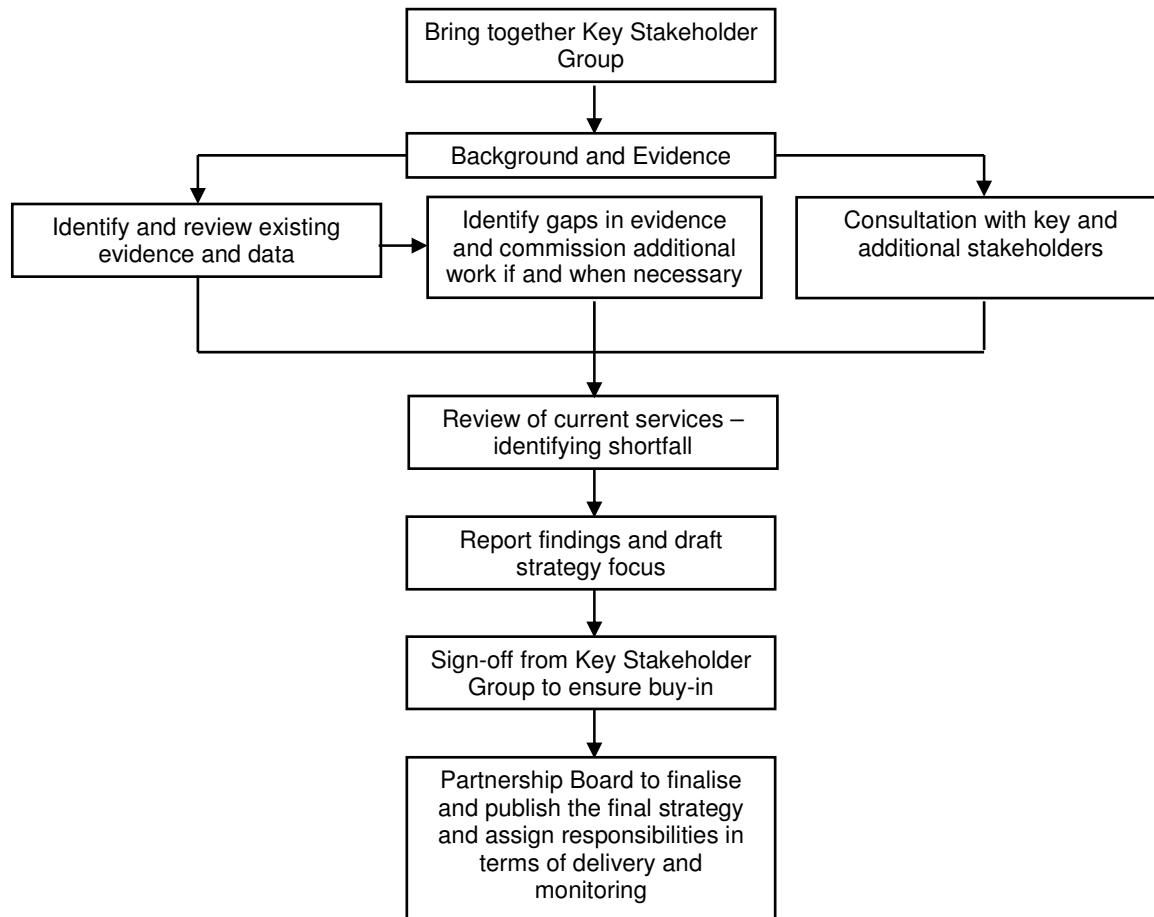 Bring together Key Stakeholder
Group
Background and Evidence
Identify and review existing
evidence and data
Identify gaps in evidence
and commission additional
work if and when necessary
Consultation with key and
additional stakeholders
Review of current services –
identifying shortfall
Report findings and draft
strategy focus
Sign-off from Key Stakeholder
Group to ensure buy-in
Partnership Board to finalise
and publish the final strategy
and assign responsibilities in
terms of delivery and
monitoring